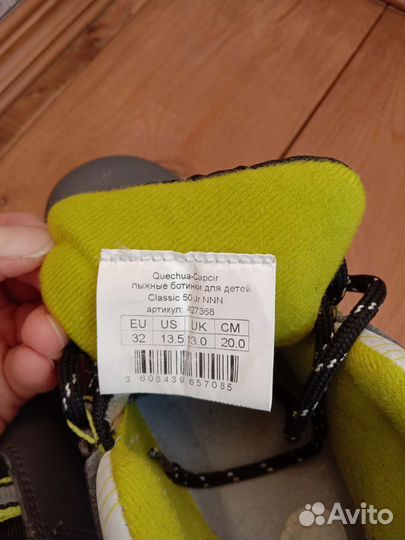 Quechua-Capcir
лыжные ботинки для детей
Classic 50 Jr NNN
артикул: 427368
EU US UK CM
32 13.5 13.0 20.0
3 608439 657085
Avito